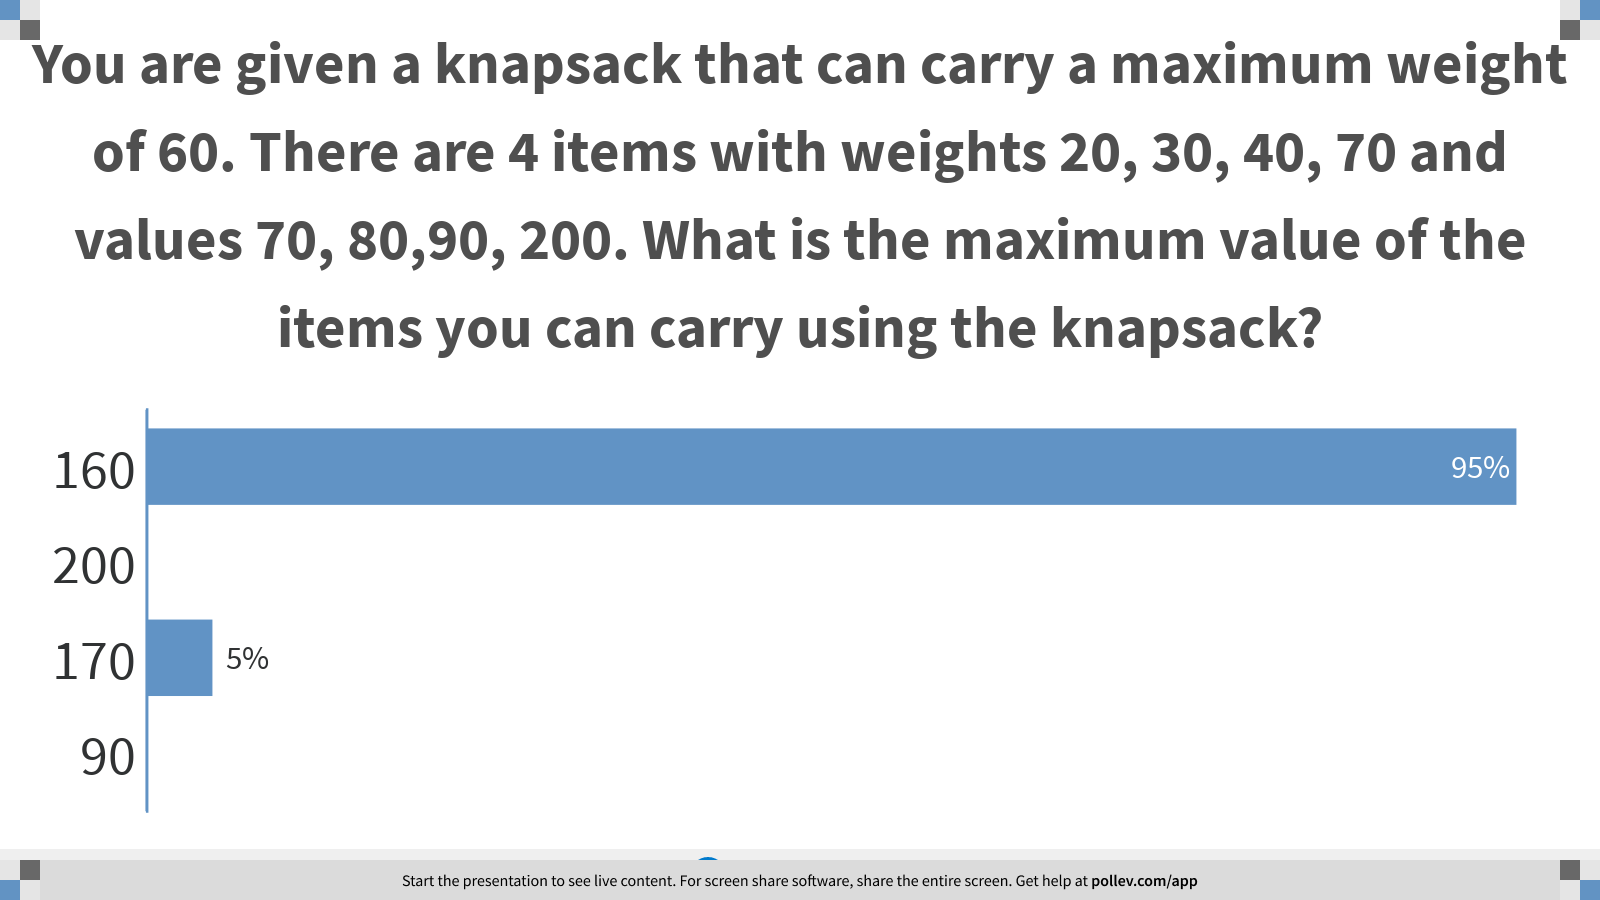 You are given a knapsack that can carry a maximum weight
of 60. There are 4 items with weights 20, 30, 40, 70 and
values 70, 80,90, 200. What is the maximum value of the
items you can carry using the knapsack?
160
95%
200
170
5%
90
Start the presentation to see live content. For screen share software, share the entire screen. Get help at pollev.com/app